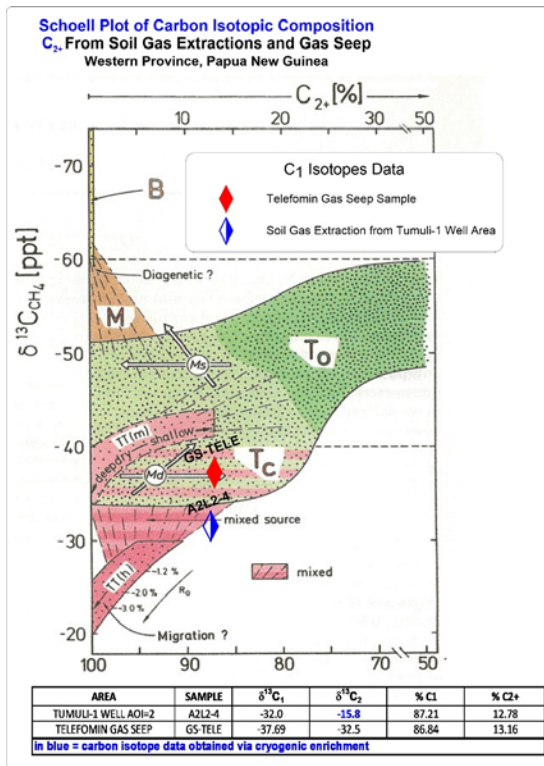 Schoell Plot of Carbon Isotopic Composition
C2+ From Soil Gas Extractions and Gas Seep
Western Province, Papua New Guinea
C2+ [%]
0 10 20 30 50
C1 Isotopes Data
Telefomin Gas Seep Sample
Soil Gas Extraction from Tumuli-1 Well Area
δ 13CCH4 [ppt]
-70
-60
-50
-40
-30
-20
B
Diagenetic ?
M
To
Ms
TT(m)
deepdry
shallow
GS-TELE
Tc
Md
A2L2-4
mixed source
TT(h)
-1.2 %
-2.0 %
-3.0 %
Ro
mixed
Migration ?
100 90 80 70 50
AREA SAMPLE δ13C1 δ13C2 % C1 % C2+
TUMULI-1 WELL AOI=2 A2L2-4 -32.0 -15.8 87.21 12.78
TELEFOMIN GAS SEEP GS-TELE -37.69 -32.5 86.84 13.16
in blue = carbon isotope data obtained via cryogenic enrichment